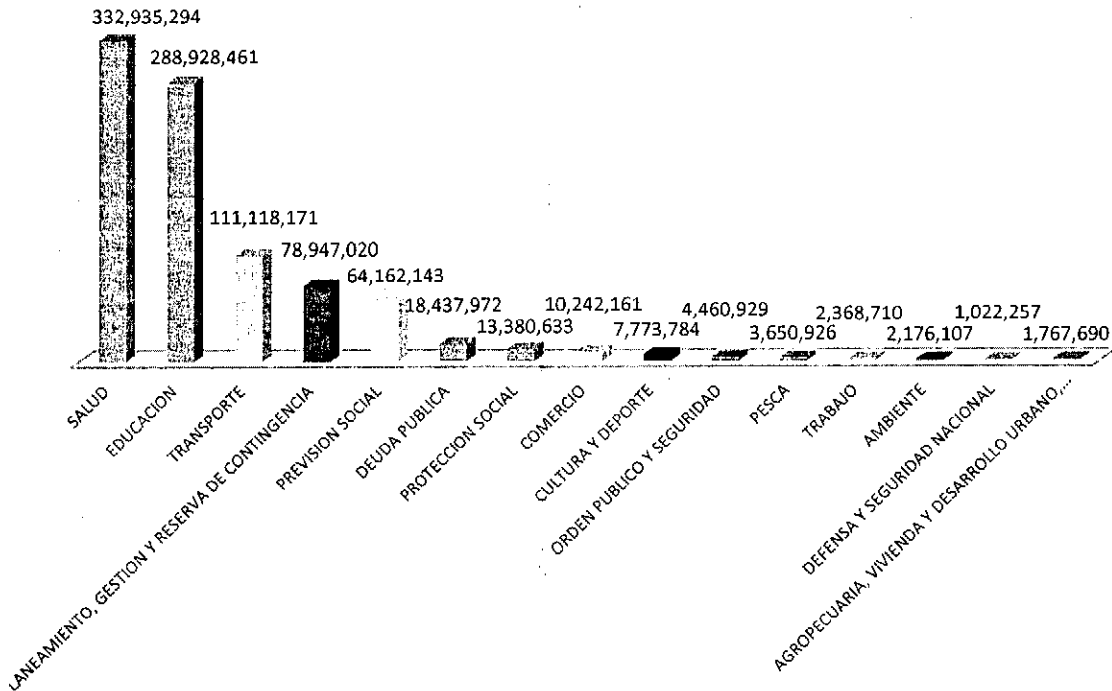 332,935,294
288,928,461
111,118,171
78,947,020
64,162,143
18,437,972
13,380,633
10,242,161
7,773,784
4,460,929
3,650,926
2,368,710
2,176,107
1,022,257
1,767,690
SALUD
EDUCACION
TRANSPORTE
LANEAMIENTO, GESTION Y RESERVA DE CONTINGENCIA
PREVISION SOCIAL
DEUDA PUBLICA
PROTECCION SOCIAL
COMERCIO
CULTURA Y DEPORTE
ORDEN PUBLICO Y SEGURIDAD
PESCA
TRABAJO
AMBIENTE
DEFENSA Y SEGURIDAD NACIONAL
AGROPECUARIA, VIVIENDA Y DESARROLLO URBANO,...